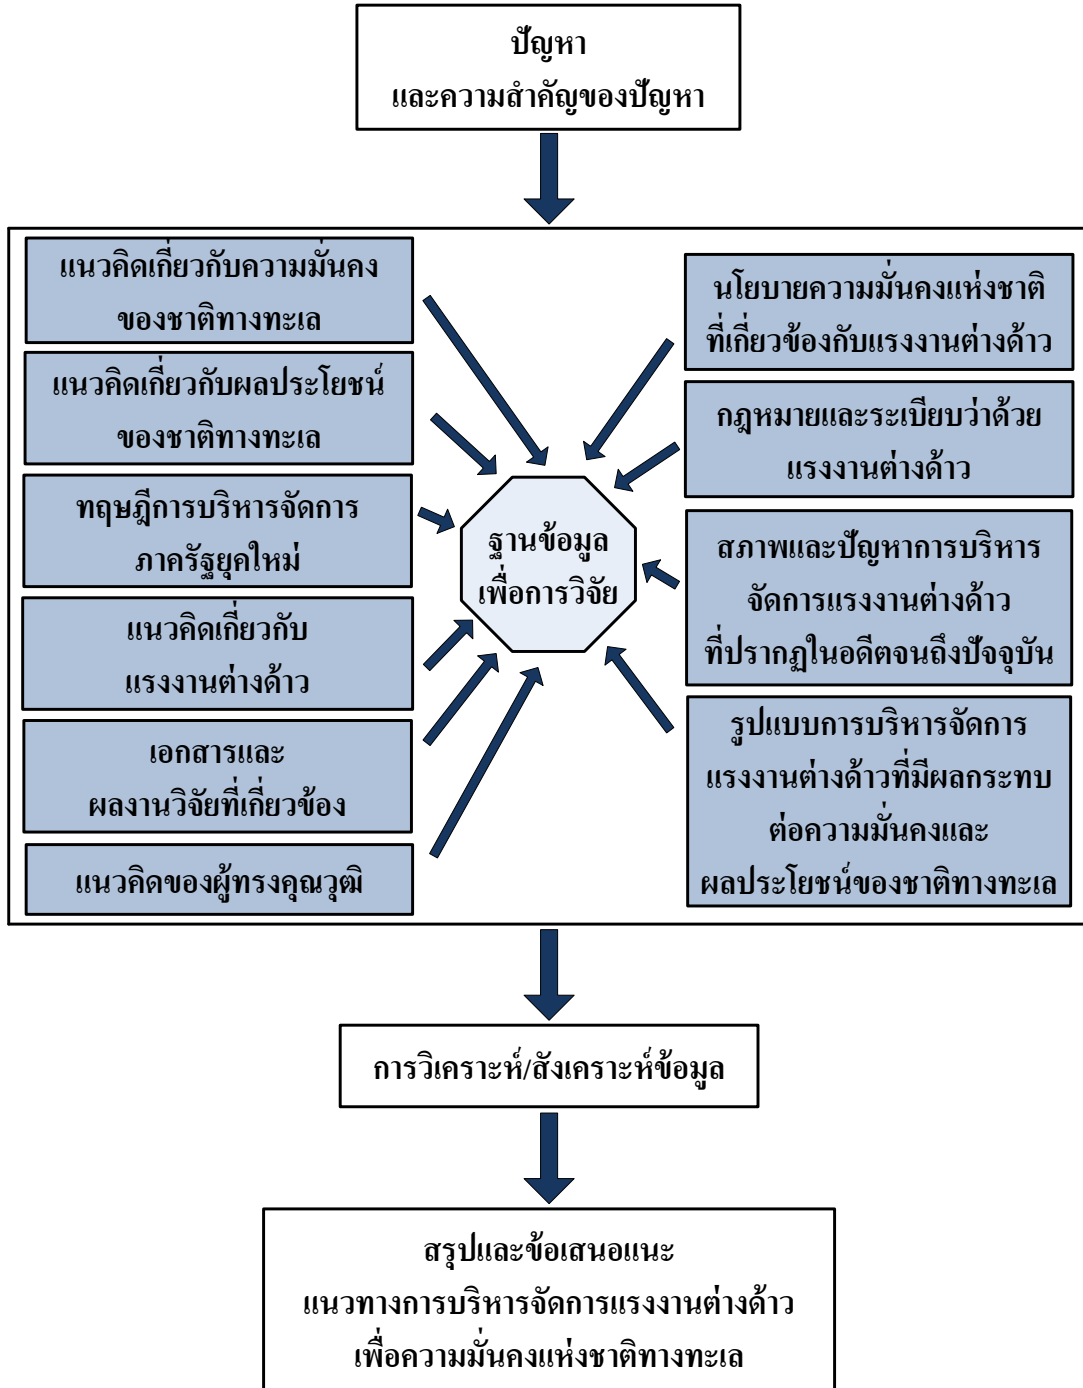 ปัญหา
และความสำคัญของปัญหา
แนวคิดเกี่ยวกับความมั่นคง
ของชาติทางทะเล
แนวคิดเกี่ยวกับผลประโยชน์
ของชาติทางทะเล
ทฤษฎีการบริหารจัดการ
ภาครัฐยุคใหม่
แนวคิดเกี่ยวกับ
แรงงานต่างด้าว
เอกสารและ
ผลงานวิจัยที่เกี่ยวข้อง
แนวคิดของผู้ทรงคุณวุฒิ
ฐานข้อมูล
เพื่อการวิจัย
นโยบายความมั่นคงแห่งชาติ
ที่เกี่ยวข้องกับแรงงานต่างด้าว
กฎหมายและระเบียบว่าด้วย
แรงงานต่างด้าว
สภาพและปัญหาการบริหาร
จัดการแรงงานต่างด้าว
ที่ปรากฏในอดีตจนถึงปัจจุบัน
รูปแบบการบริหารจัดการ
แรงงานต่างด้าวที่มีผลกระทบ
ต่อความมั่นคงและ
ผลประโยชน์ของชาติทางทะเล
การวิเคราะห์/สังเคราะห์ข้อมูล
สรุปและข้อเสนอแนะ
แนวทางการบริหารจัดการแรงงานต่างด้าว
เพื่อความมั่นคงแห่งชาติทางทะเล